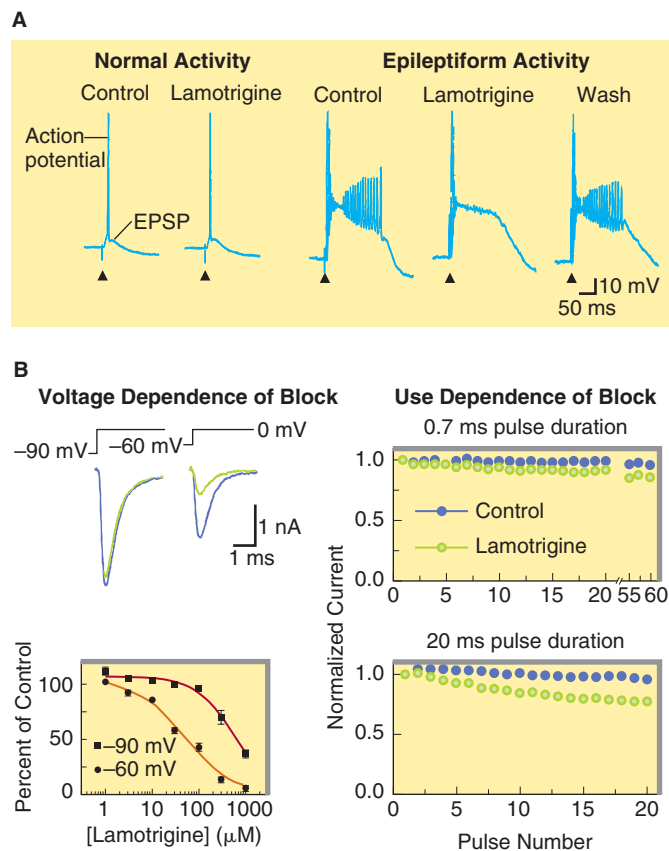 A
Normal Activity
Epileptiform Activity
Control
Lamotrigine
Control
Lamotrigine
Wash
Action
potential
EPSP
10 mV
50 ms
B
Voltage Dependence of Block
Use Dependence of Block
–90 mV
–60 mV
0 mV
1 nA
1 ms
0.7 ms pulse duration
1.0
0.5
0.0
Control
Lamotrigine
0 5 10 15 20 55 60
Normalized Current
Percent of Control
100
50
0
–90 mV
–60 mV
1 10 100 1000
[Lamotrigine] (μM)
20 ms pulse duration
1.0
0.5
0.0
0 5 10 15 20
Pulse Number